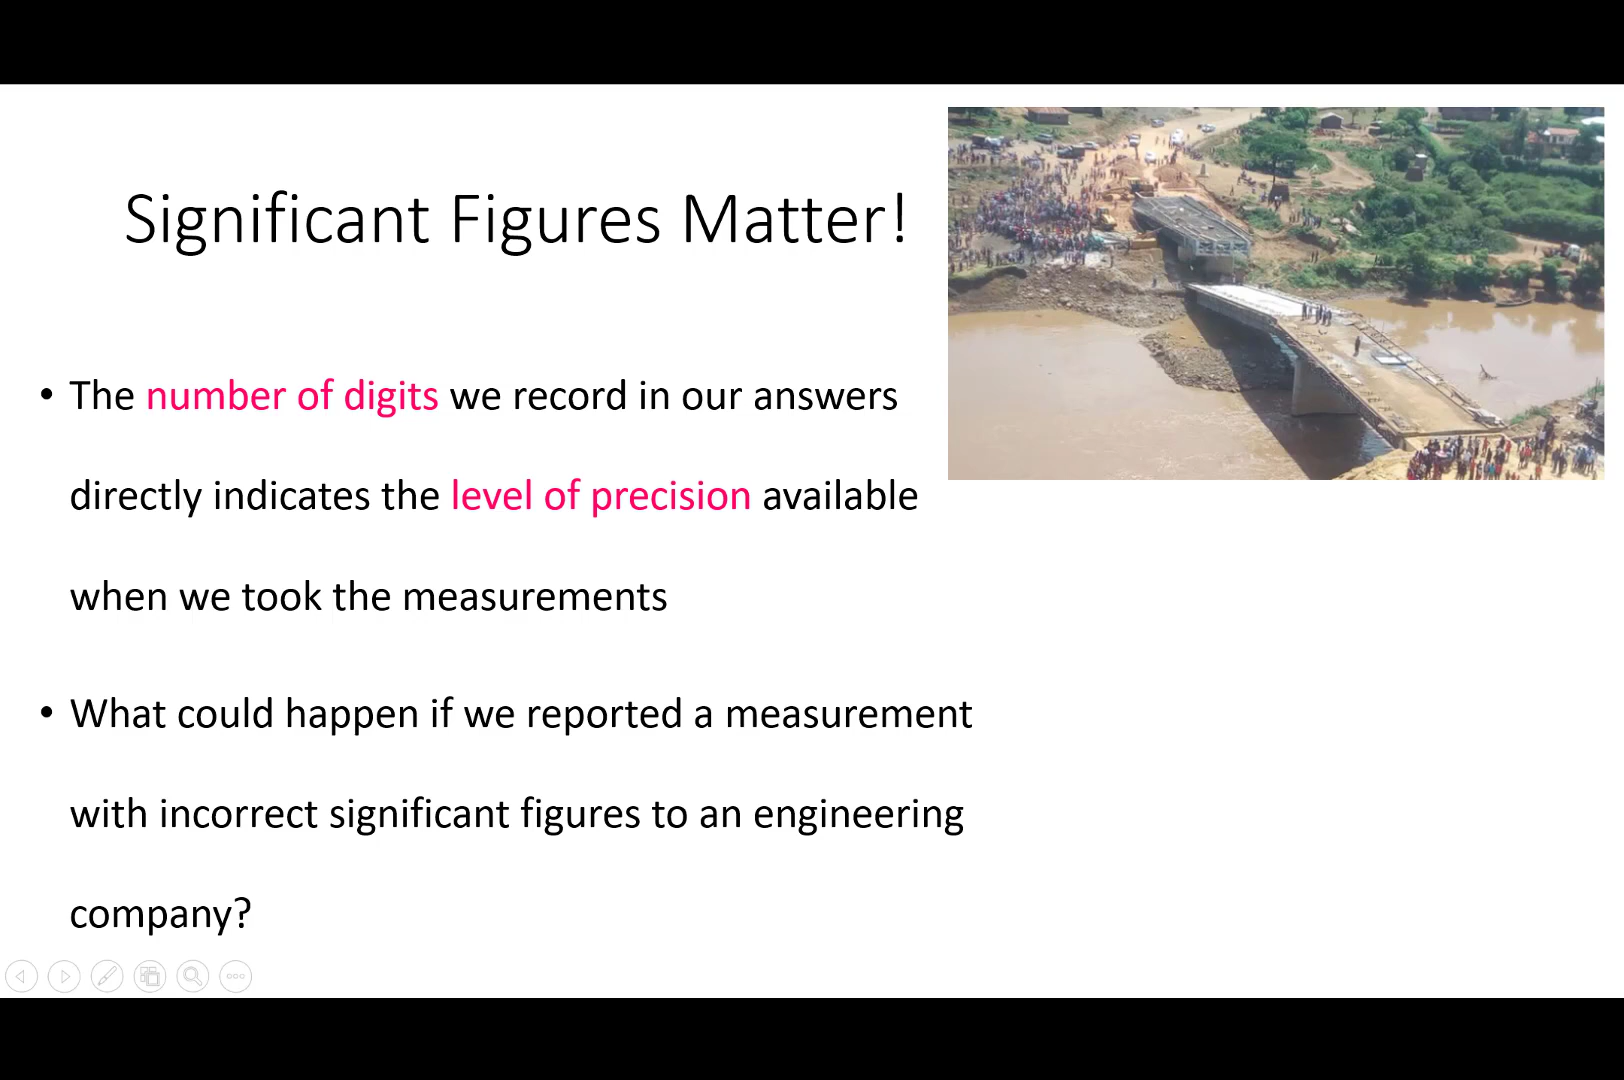 Significant Figures Matter!
• The number of digits we record in our answers
directly indicates the level of precision available
when we took the measurements
• What could happen if we reported a measurement
with incorrect significant figures to an engineering
company?